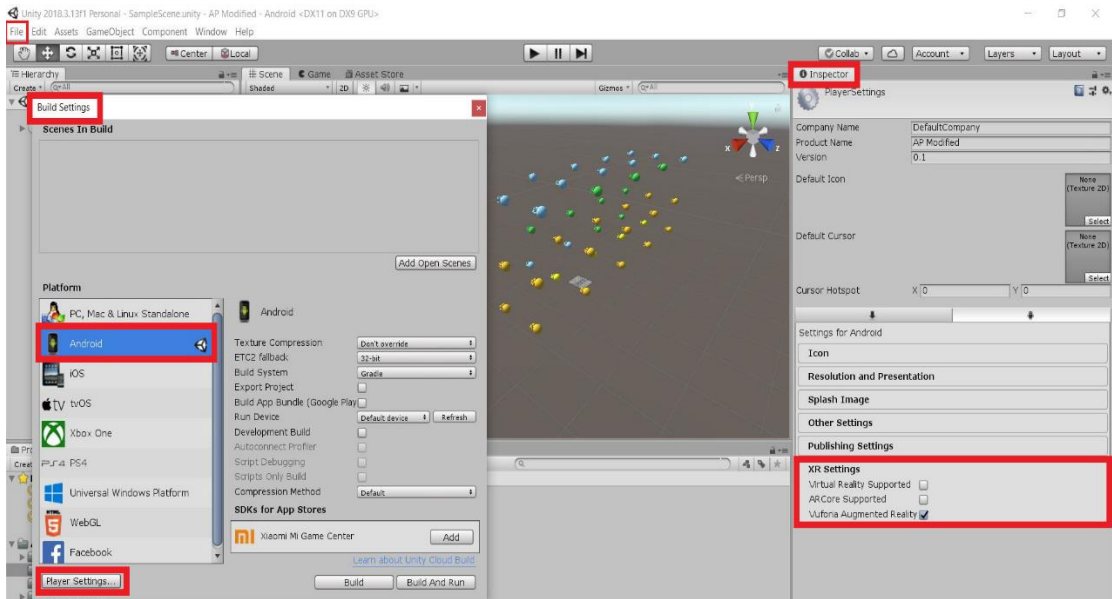 Unity 2018.3.13f1 Personal - SampleScene.unity - AP Modified - Android <DX11 on DX9 GPU>
File Edit Assets GameObject Component Window Help
Center Local
Collab Account Layers Layout
Hierarchy
Create All
Scene Game Asset Store
Shaded 2D Gizmos All
Inspector
PlayerSettings
Build Settings
Scenes In Build
Add Open Scenes
Platform
PC, Mac & Linux Standalone
Android
iOS
tvOS
Xbox One
PS4
Universal Windows Platform
HTML
WebGL
Facebook
Player Settings...
Android
Texture Compression Don't override
ETC2 fallback 32-bit
Build System Gradle
Export Project
Build App Bundle (Google Play
Run Device Default device Refresh
Development Build
Autoconnect Profiler
Script Debugging
Scripts Only Build
Compression Method Default
SDKs for App Stores
Xiaomi Mi Game Center Add
Learn about Unity Cloud Build
Build Build And Run
x z
Persp
Company Name DefaultCompany
Product Name AP Modified
Version 0.1
Default Icon
None
(Texture 2D)
Select
Default Cursor
None
(Texture 2D)
Select
Cursor Hotspot X 0 Y 0
Settings for Android
Icon
Resolution and Presentation
Splash Image
Other Settings
Publishing Settings
XR Settings
Virtual Reality Supported
ARCore Supported
Vuforia Augmented Reality